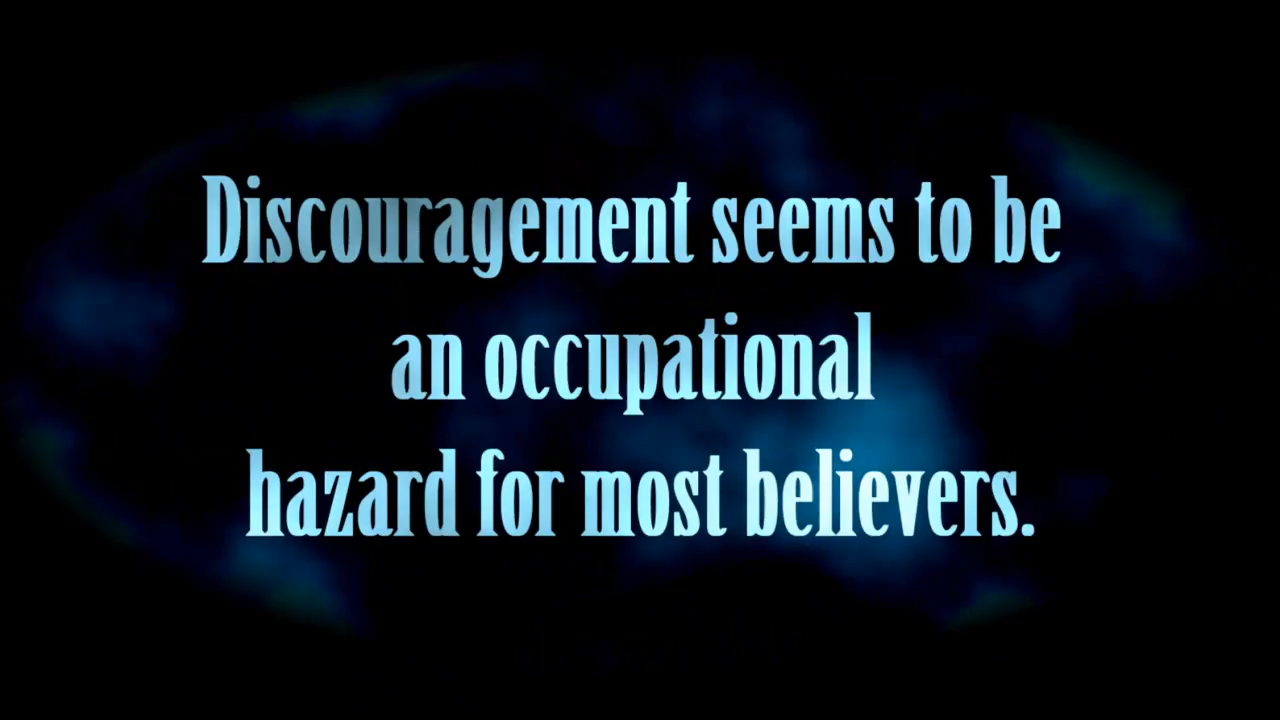 Discouragement seems to be
an occupational
hazard for most believers.